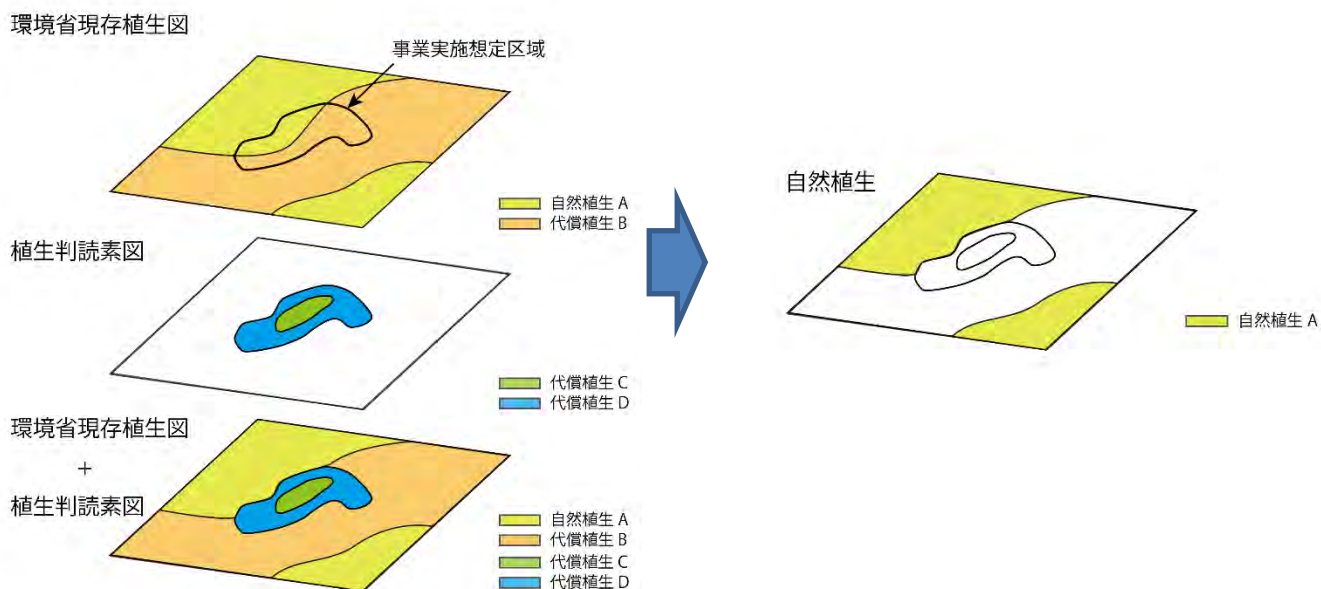 環境省現存植生図
事業実施想定区域
自然植生 A
代償植生 B
植生判読素図
代償植生 C
代償植生 D
環境省現存植生図
+
植生判読素図
自然植生 A
代償植生 B
代償植生 C
代償植生 D
自然植生
自然植生 A